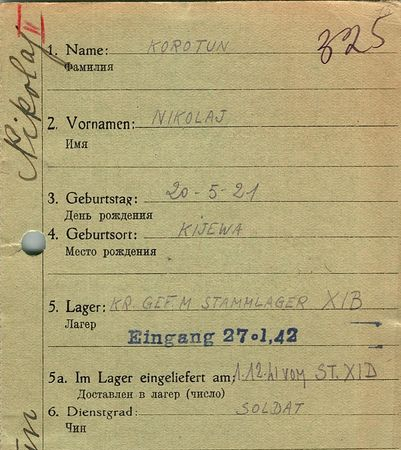 Nikolaj
II
325
1. Name: KOROTUN
Фамилия
2. Vornamen: NIKOLAJ
Имя
3. Geburtstag: 20-5-21
День рождения
4. Geburtsort: KIJEWA
Место рождения
5. Lager: KR. GEF. M STAMMLAGER XIB
Лагерь
Eingang 27.1.42
5a. Im Lager eingeliefert am: 1.12.41 vom ST. XID
Доставлен в лагерь (число)
6. Dienstgrad: SOLDAT
Чин